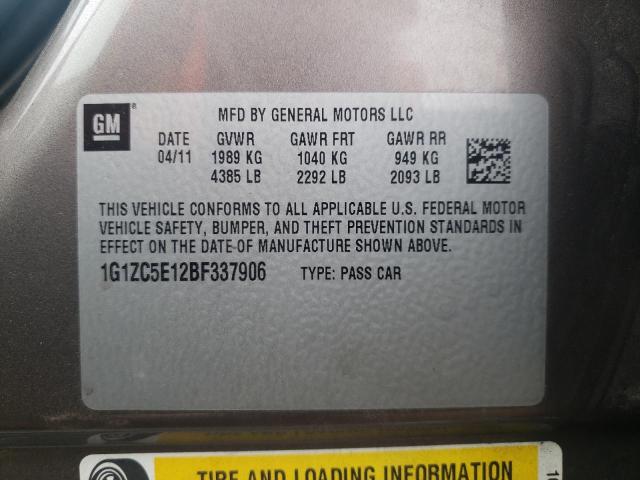 GM
MFD BY GENERAL MOTORS LLC
DATE GVWR GAWR FRT GAWR RR
04/11 1989 KG 1040 KG 949 KG
4385 LB 2292 LB 2093 LB
THIS VEHICLE CONFORMS TO ALL APPLICABLE U.S. FEDERAL MOTOR
VEHICLE SAFETY, BUMPER, AND THEFT PREVENTION STANDARDS IN
EFFECT ON THE DATE OF MANUFACTURE SHOWN ABOVE.
1G1ZC5E12BF337906 TYPE: PASS CAR
TIRE AND LOADING INFORMATION